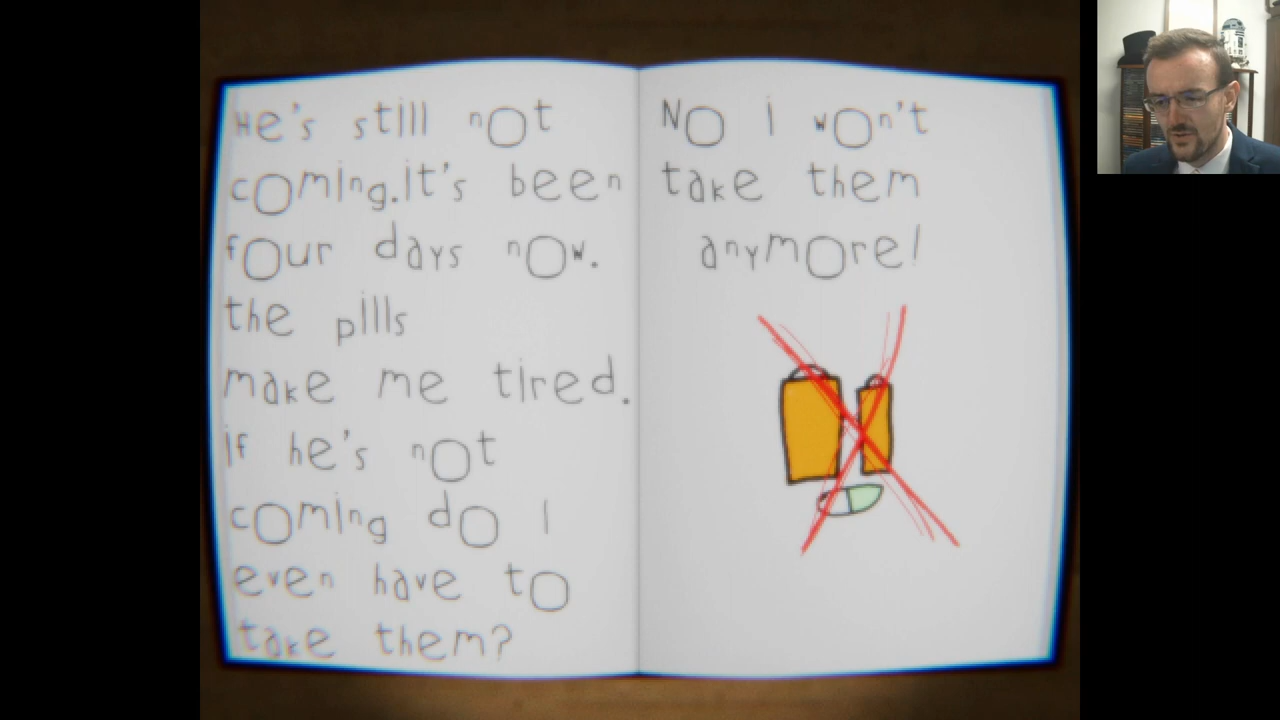 He's still not
coming.it's been
four days now.
the pills
make me tired.
if he's not
coming do I
even have to
take them?
NO i won't
take them
anymore!